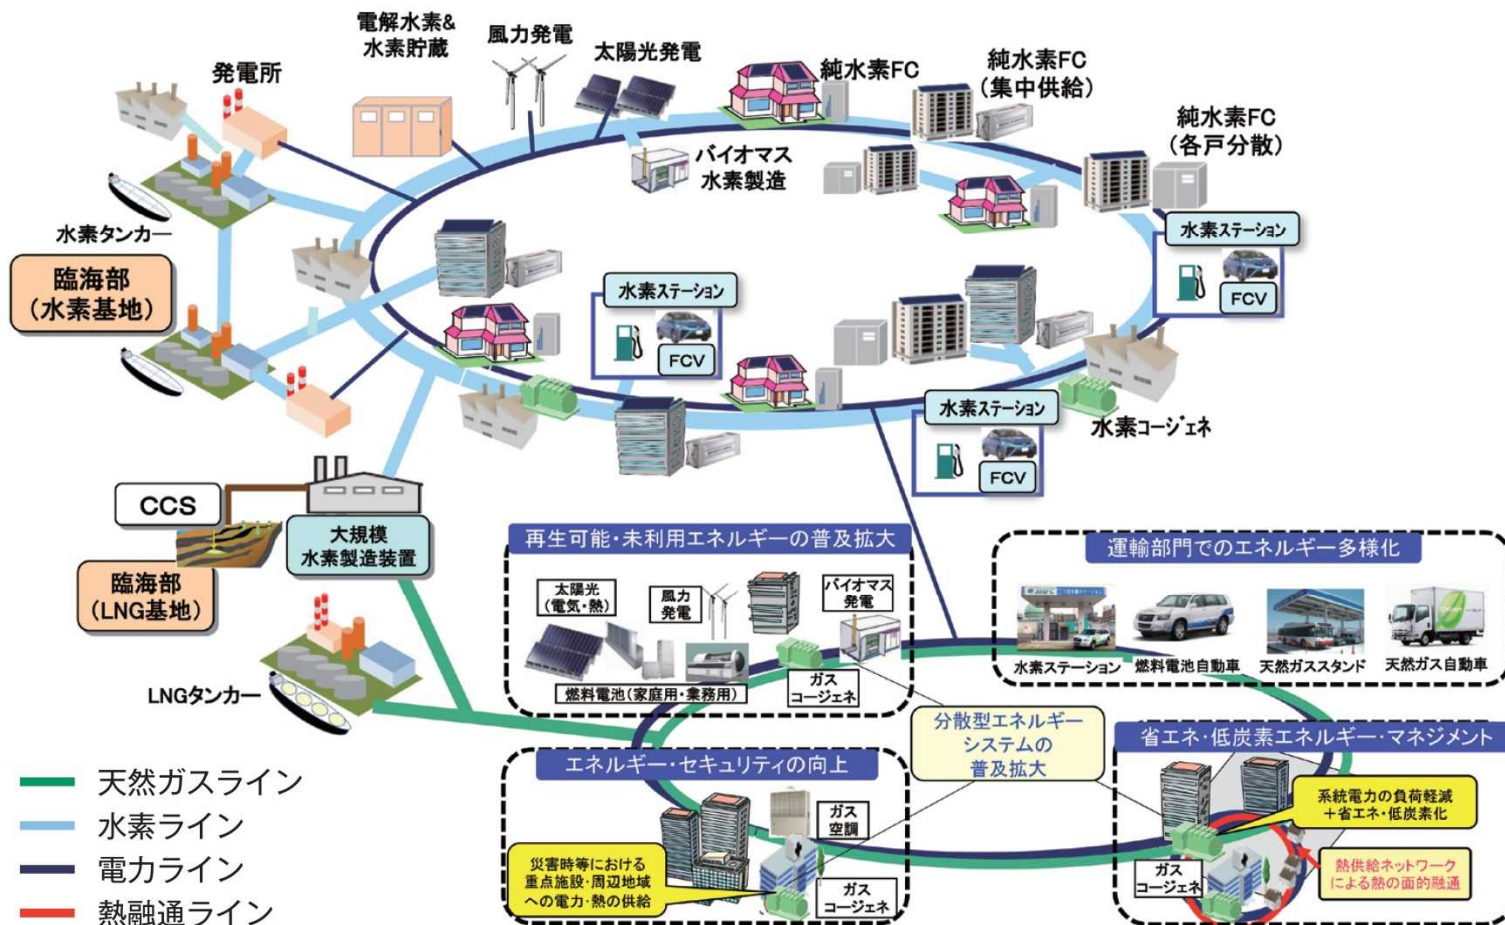 電解水素&
水素貯蔵
風力発電
太陽光発電
発電所
純水素FC
純水素FC
(集中供給)
純水素FC
(各戸分散)
バイオマス
水素製造
水素タンカー
臨海部
(水素基地)
水素ステーション
FCV
水素ステーション
FCV
水素ステーション
FCV
水素コージェネ
CCS
大規模
水素製造装置
臨海部
(LNG基地)
LNGタンカー
再生可能・未利用エネルギーの普及拡大
太陽光
(電気・熱)
風力
発電
バイオマス
発電
燃料電池(家庭用・業務用)
ガス
コージェネ
運輸部門でのエネルギー多様化
水素ステーション
燃料電池自動車
天然ガススタンド
天然ガス自動車
分散型エネルギー
システムの
普及拡大
エネルギー・セキュリティの向上
ガス
空調
災害時等における
重点施設・周辺地域
への電力・熱の供給
ガス
コージェネ
省エネ・低炭素エネルギー・マネジメント
系統電力の負荷軽減
+省エネ・低炭素化
ガス
コージェネ
熱供給ネットワーク
による熱の面的融通
天然ガスライン
水素ライン
電力ライン
熱融通ライン